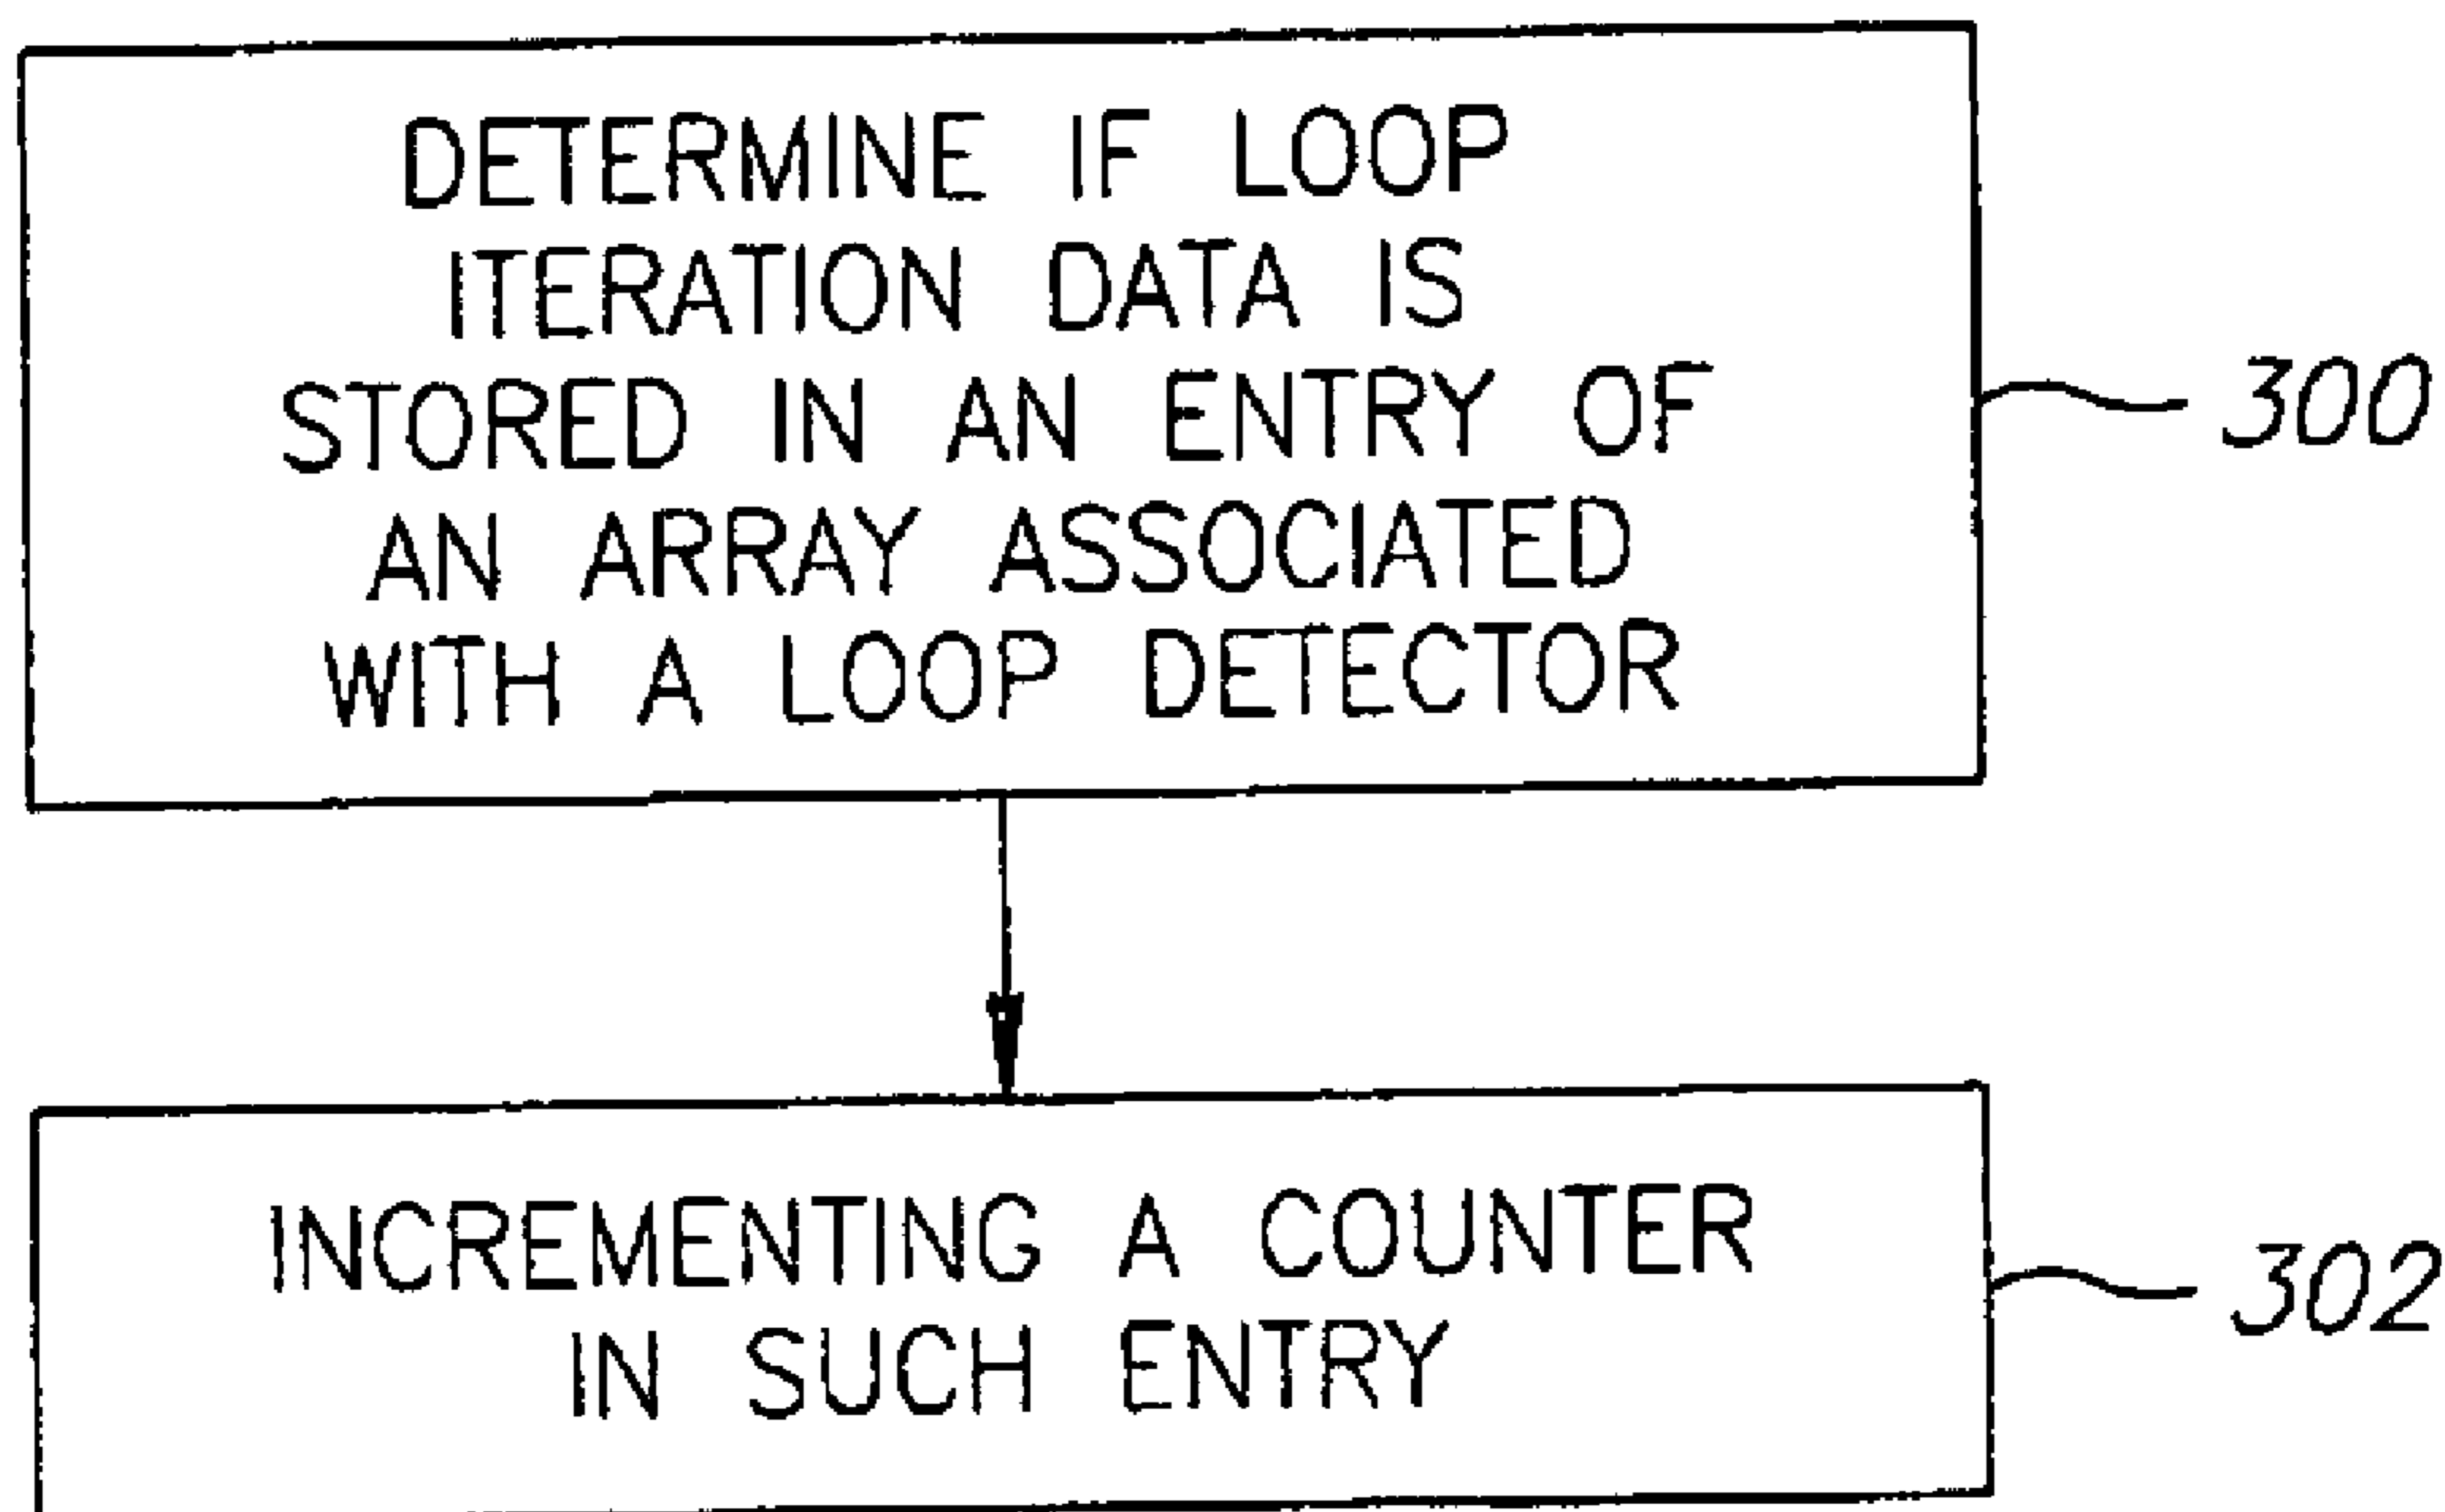 DETERMINE IF LOOP
ITERATION DATA IS
STORED IN AN ENTRY OF
AN ARRAY ASSOCIATED
WITH A LOOP DETECTOR
300
INCREMENTING A COUNTER
IN SUCH ENTRY
302